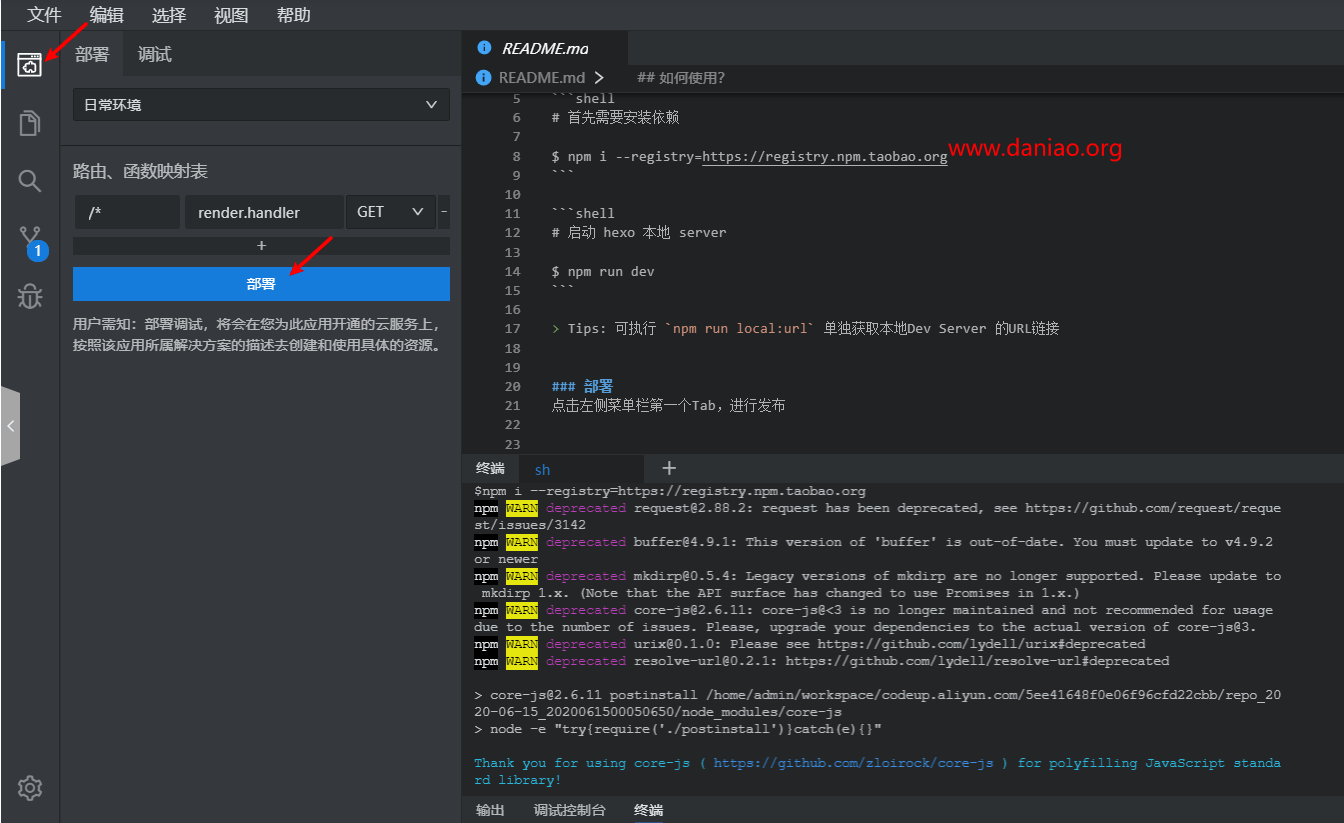 文件 编辑 选择 视图 帮助
部署 调试
日常环境
路由、函数映射表
/* render.handler GET -
+
部署
用户需知：部署调试，将会在您为此应用开通的云服务上，
按照该应用所属解决方案的描述去创建和使用具体的资源。
1
README.md
README.md > ## 如何使用?
5 ```shell
6 # 首先需要安装依赖
7
8 $ npm i --registry=https://registry.npm.taobao.org
www.daniao.org
9 ```
10
11 ```shell
12 # 启动 hexo 本地 server
13
14 $ npm run dev
15 ```
16
17 > Tips: 可执行 `npm run local:url` 单独获取本地Dev Server 的URL链接
18
19
20 ### 部署
21 点击左侧菜单栏第一个Tab，进行发布
22
23
终端 sh +
$npm i --registry=https://registry.npm.taobao.org
npm WARN deprecated request@2.88.2: request has been deprecated, see https://github.com/request/reque
st/issues/3142
npm WARN deprecated buffer@4.9.1: This version of 'buffer' is out-of-date. You must update to v4.9.2
or newer
npm WARN deprecated mkdirp@0.5.4: Legacy versions of mkdirp are no longer supported. Please update to
mkdirp 1.x. (Note that the API surface has changed to use Promises in 1.x.)
npm WARN deprecated core-js@2.6.11: core-js@<3 is no longer maintained and not recommended for usage
due to the number of issues. Please, upgrade your dependencies to the actual version of core-js@3.
npm WARN deprecated urix@0.1.0: Please see https://github.com/lydell/urix#deprecated
npm WARN deprecated resolve-url@0.2.1: https://github.com/lydell/resolve-url#deprecated
> core-js@2.6.11 postinstall /home/admin/workspace/codeup.aliyun.com/5ee41648f0e06f96cfd22cbb/repo_20
20-06-15_2020061500050650/node_modules/core-js
> node -e "try{require('./postinstall')}catch(e){}"
Thank you for using core-js ( https://github.com/zloirock/core-js ) for polyfilling JavaScript standa
rd library!
输出 调试控制台 终端